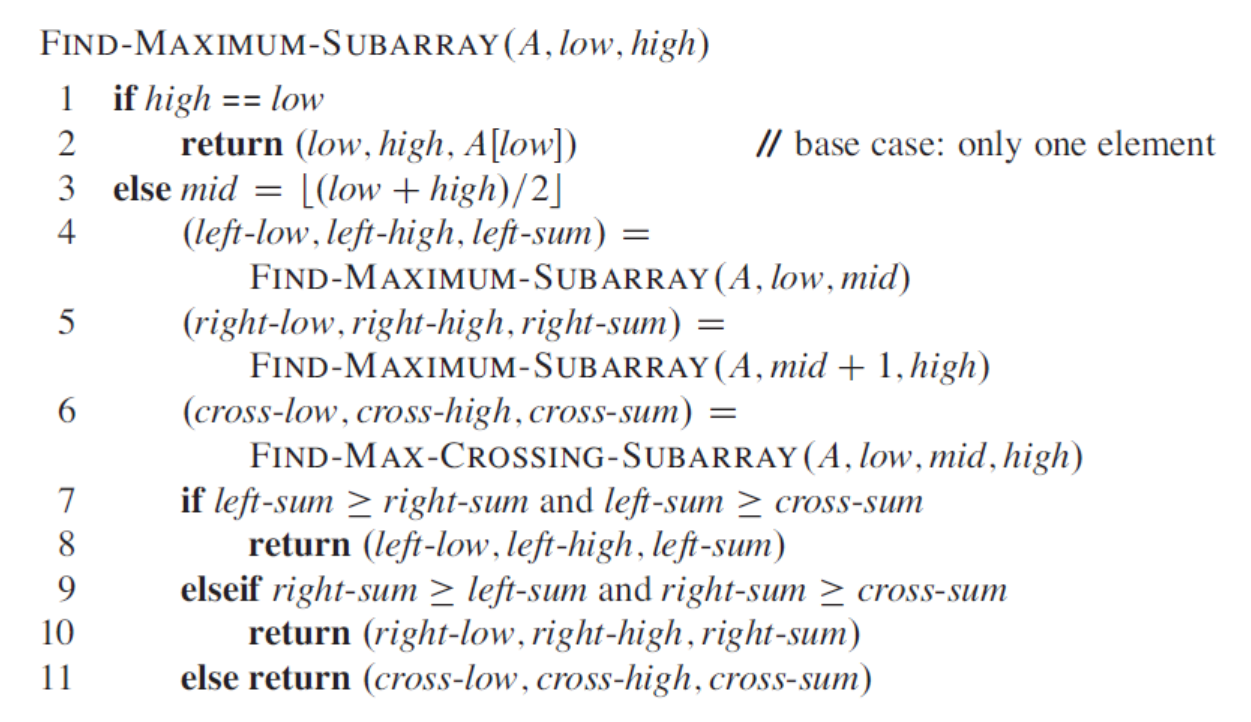 FIND-MAXIMUM-SUBARRAY(A, low, high)
1 if high == low
2 return (low, high, A[low]) // base case: only one element
3 else mid = ⌊(low + high)/2⌋
4 (left-low, left-high, left-sum) =
FIND-MAXIMUM-SUBARRAY(A, low, mid)
5 (right-low, right-high, right-sum) =
FIND-MAXIMUM-SUBARRAY(A, mid + 1, high)
6 (cross-low, cross-high, cross-sum) =
FIND-MAX-CROSSING-SUBARRAY(A, low, mid, high)
7 if left-sum ≥ right-sum and left-sum ≥ cross-sum
8 return (left-low, left-high, left-sum)
9 elseif right-sum ≥ left-sum and right-sum ≥ cross-sum
10 return (right-low, right-high, right-sum)
11 else return (cross-low, cross-high, cross-sum)